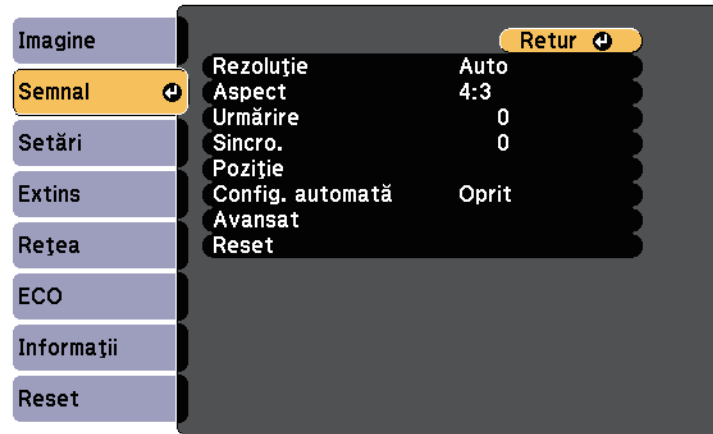 Imagine
Semnal
Setări
Extins
Reţea
ECO
Informaţii
Reset
Retur
Rezoluţie Auto
Aspect 4:3
Urmărire 0
Sincro. 0
Poziţie
Config. automată Oprit
Avansat
Reset